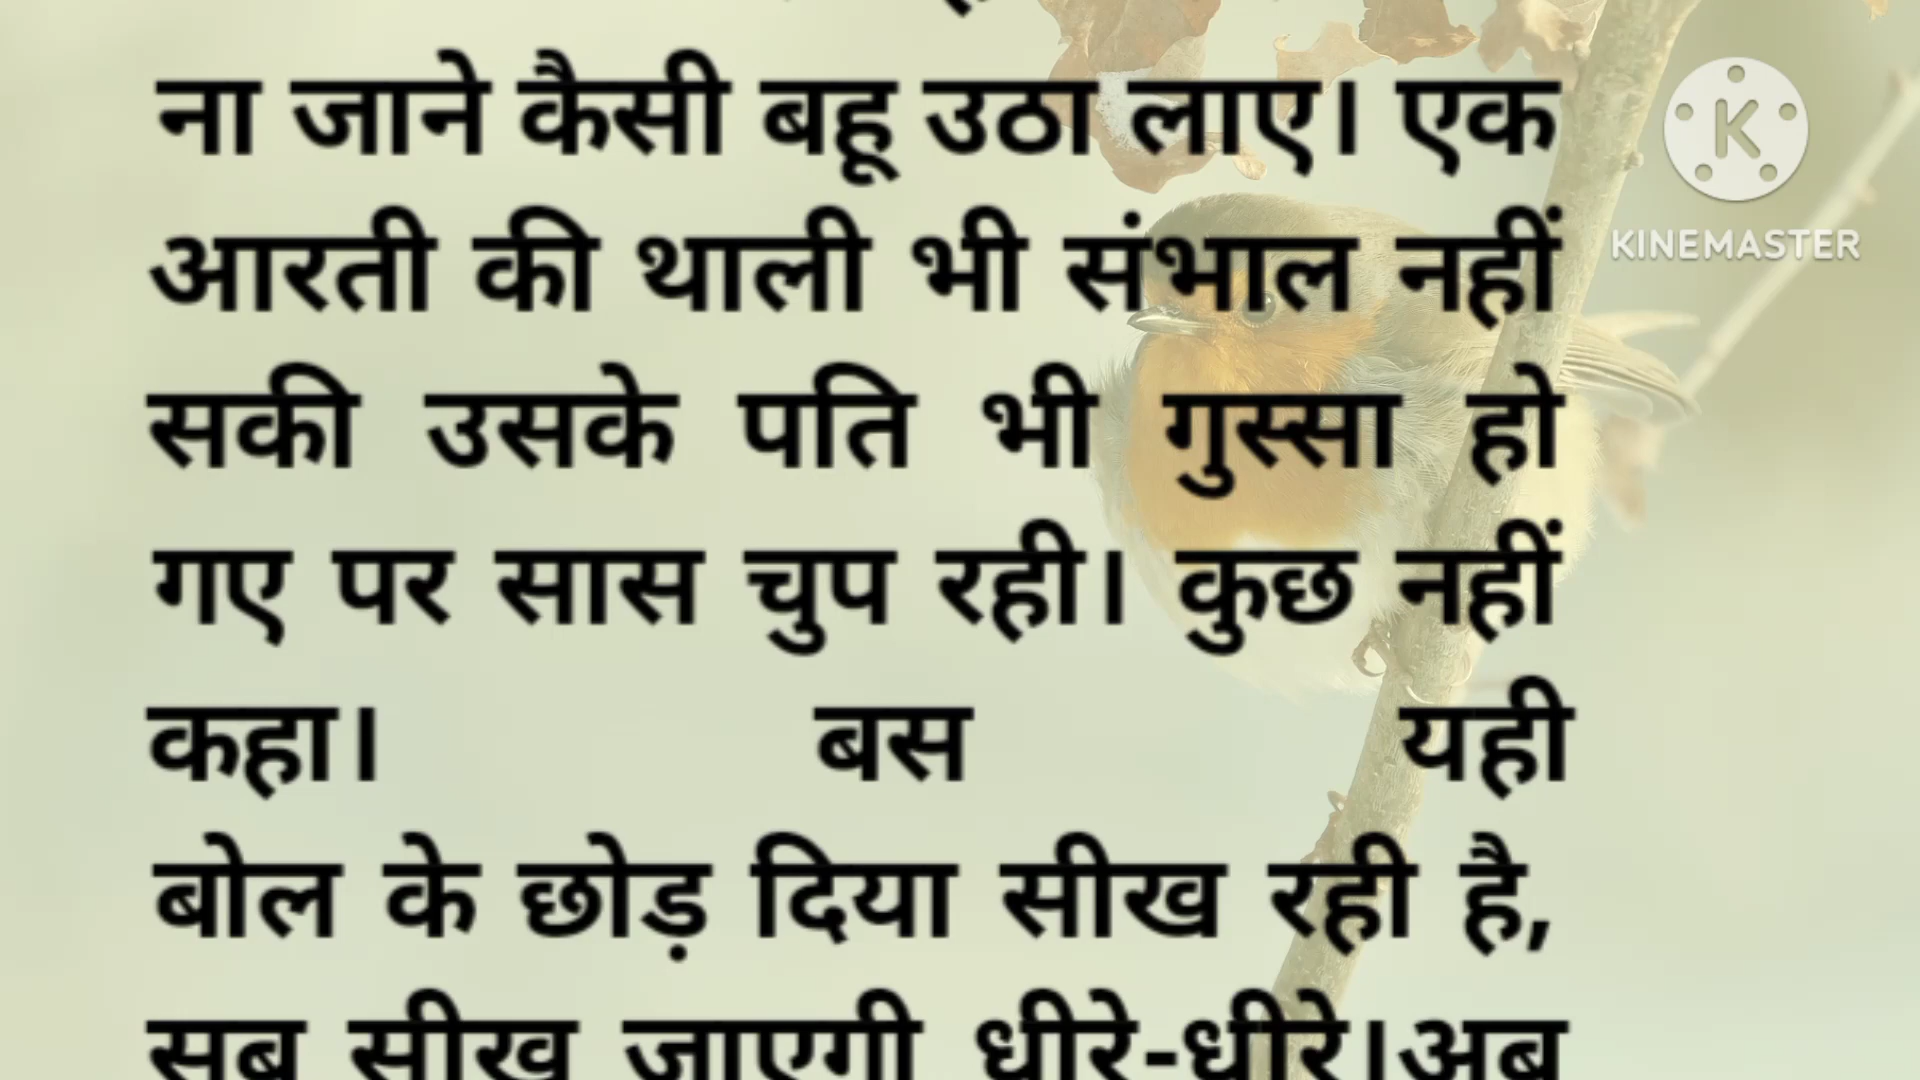 ना जाने कैसी बहू उठा लाए। एक
आरती की थाली भी संभाल नहीं
सकी उसके पति भी गुस्सा हो
गए पर सास चुप रही। कुछ नहीं
कहा। बस यही
बोल के छोड़ दिया सीख रही है,
सब सीख जाएगी धीरे-धीरे।अब
K
KINEMASTER